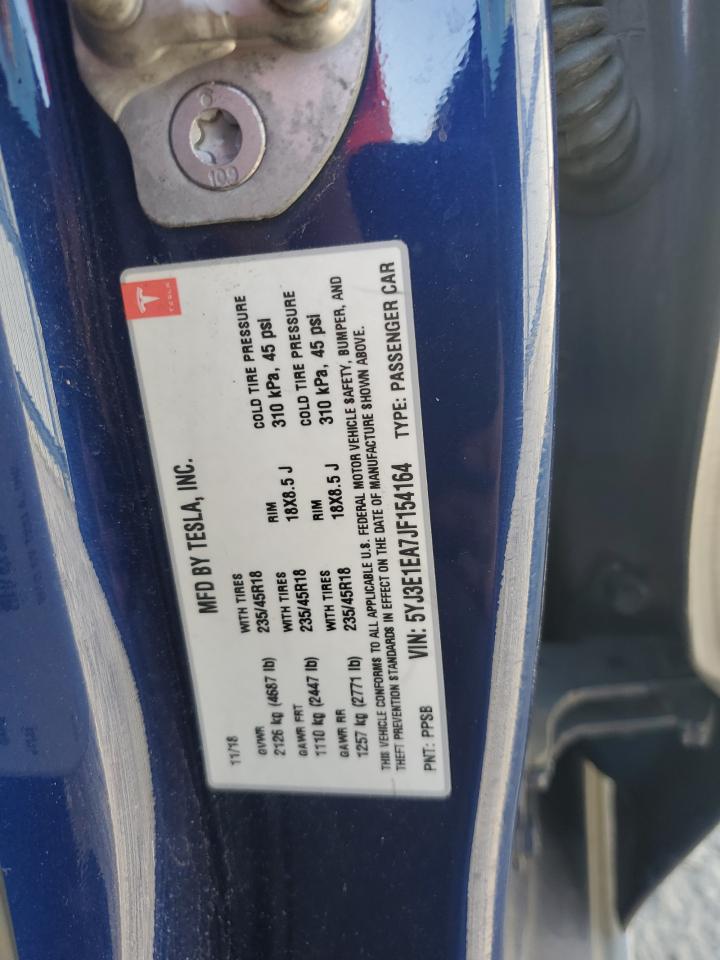 109
TESLA
MFD BY TESLA, INC.
11/18
GVWR WITH TIRES RIM COLD TIRE PRESSURE
2126 kg (4687 lb) 235/45R18 18X8.5 J 310 kPa, 45 psi
GAWR FRT WITH TIRES RIM COLD TIRE PRESSURE
1110 kg (2447 lb) 235/45R18 18X8.5 J 310 kPa, 45 psi
GAWR RR WITH TIRES
1257 kg (2771 lb) 235/45R18
THIS VEHICLE CONFORMS TO ALL APPLICABLE U.S. FEDERAL MOTOR VEHICLE SAFETY, BUMPER, AND
THEFT PREVENTION STANDARDS IN EFFECT ON THE DATE OF MANUFACTURE SHOWN ABOVE.
PNT: PPSB VIN: 5YJ3E1EA7JF154164 TYPE: PASSENGER CAR